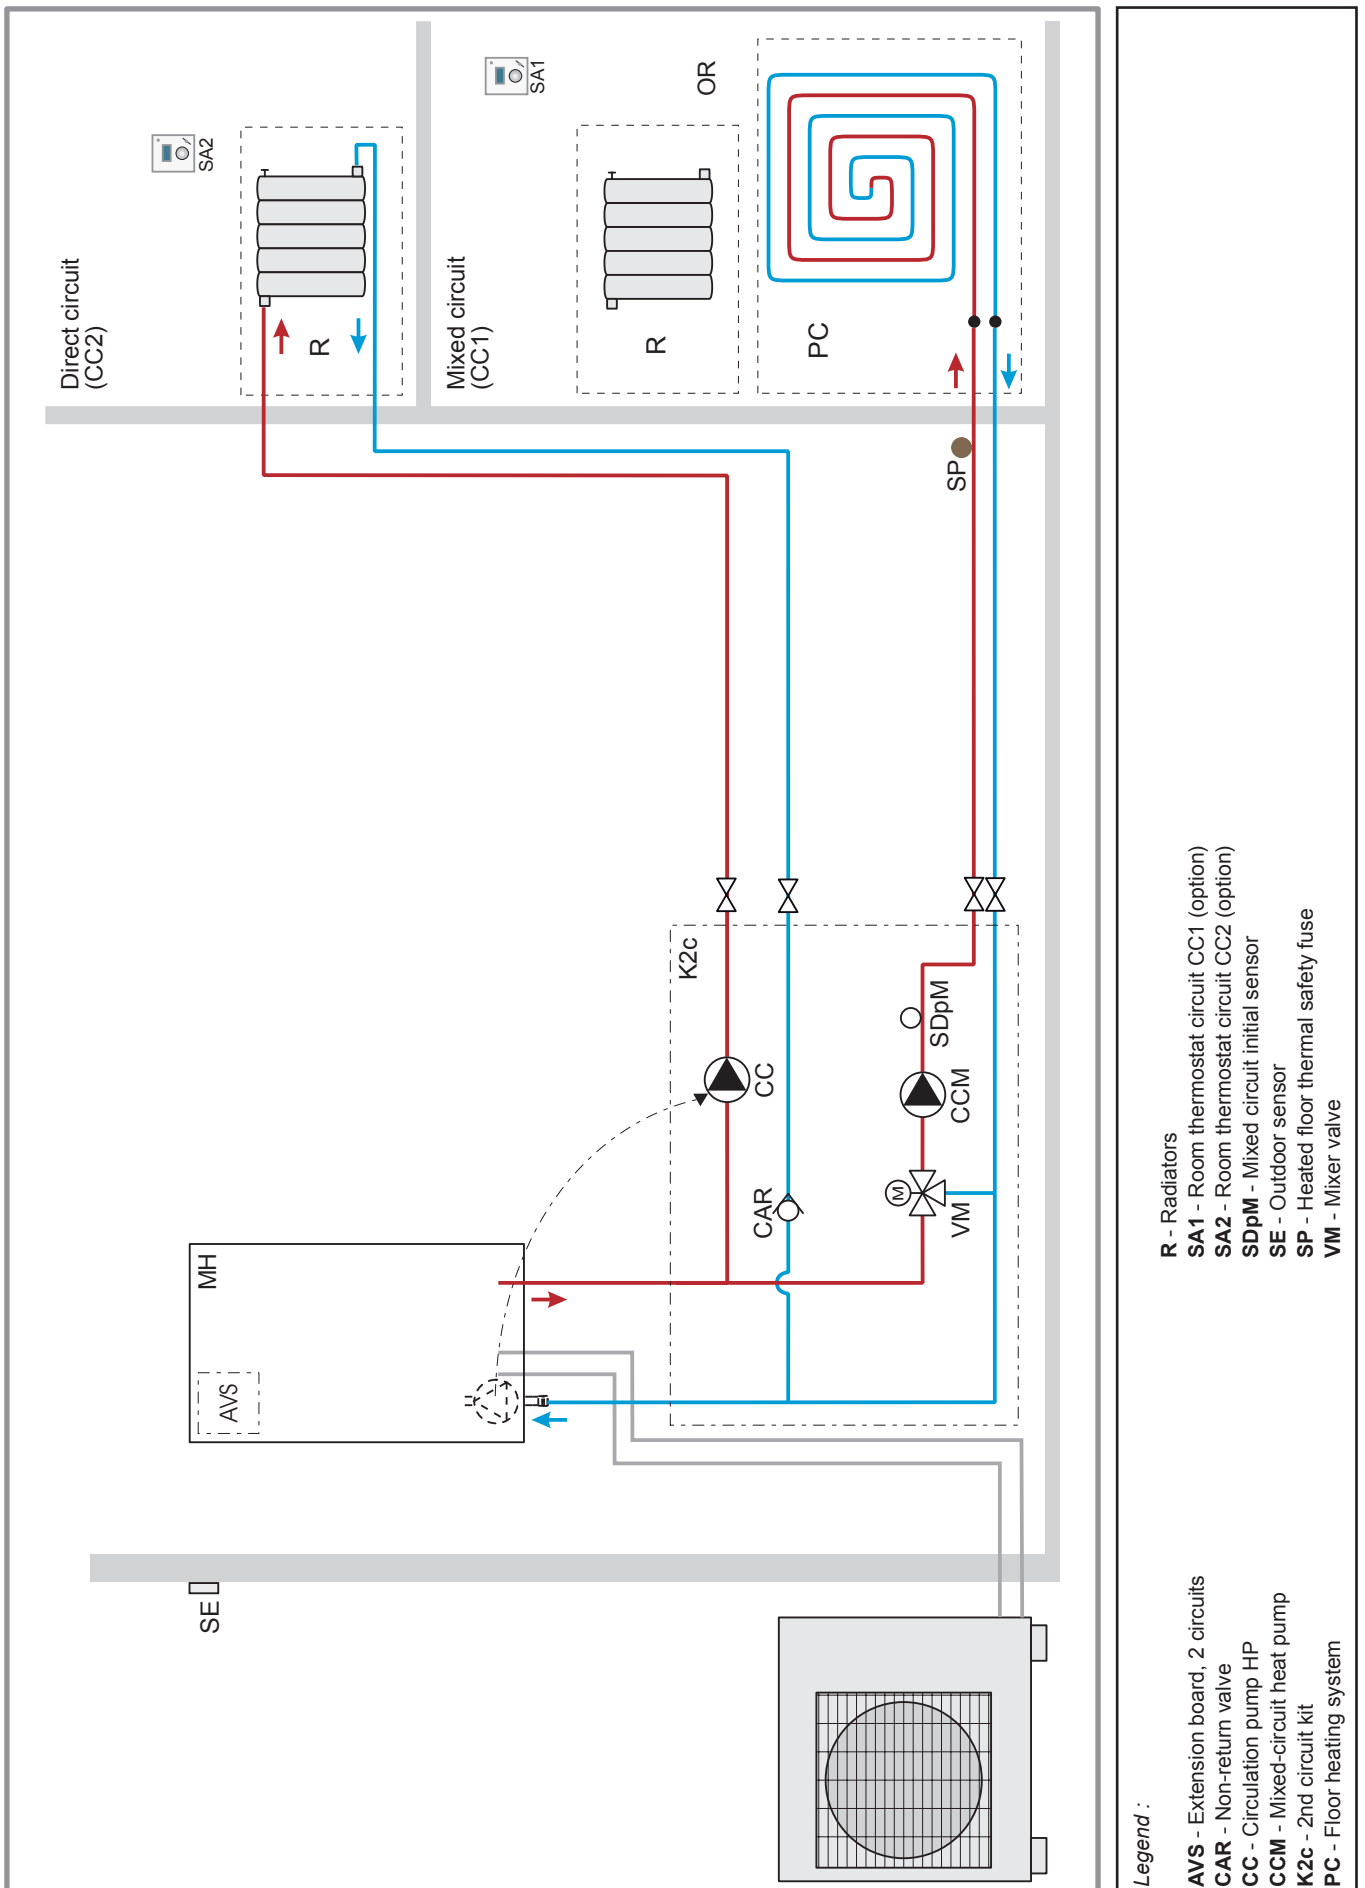 Direct circuit
(CC2)
SA2
R
Mixed circuit
(CC1)
SA1
R
OR
PC
SP
K2c
CC
CAR
SDpM
CCM
M
VM
MH
AVS
SE
Legend :
AVS - Extension board, 2 circuits
CAR - Non-return valve
CC - Circulation pump HP
CCM - Mixed-circuit heat pump
K2c - 2nd circuit kit
PC - Floor heating system
R - Radiators
SA1 - Room thermostat circuit CC1 (option)
SA2 - Room thermostat circuit CC2 (option)
SDpM - Mixed circuit initial sensor
SE - Outdoor sensor
SP - Heated floor thermal safety fuse
VM - Mixer valve